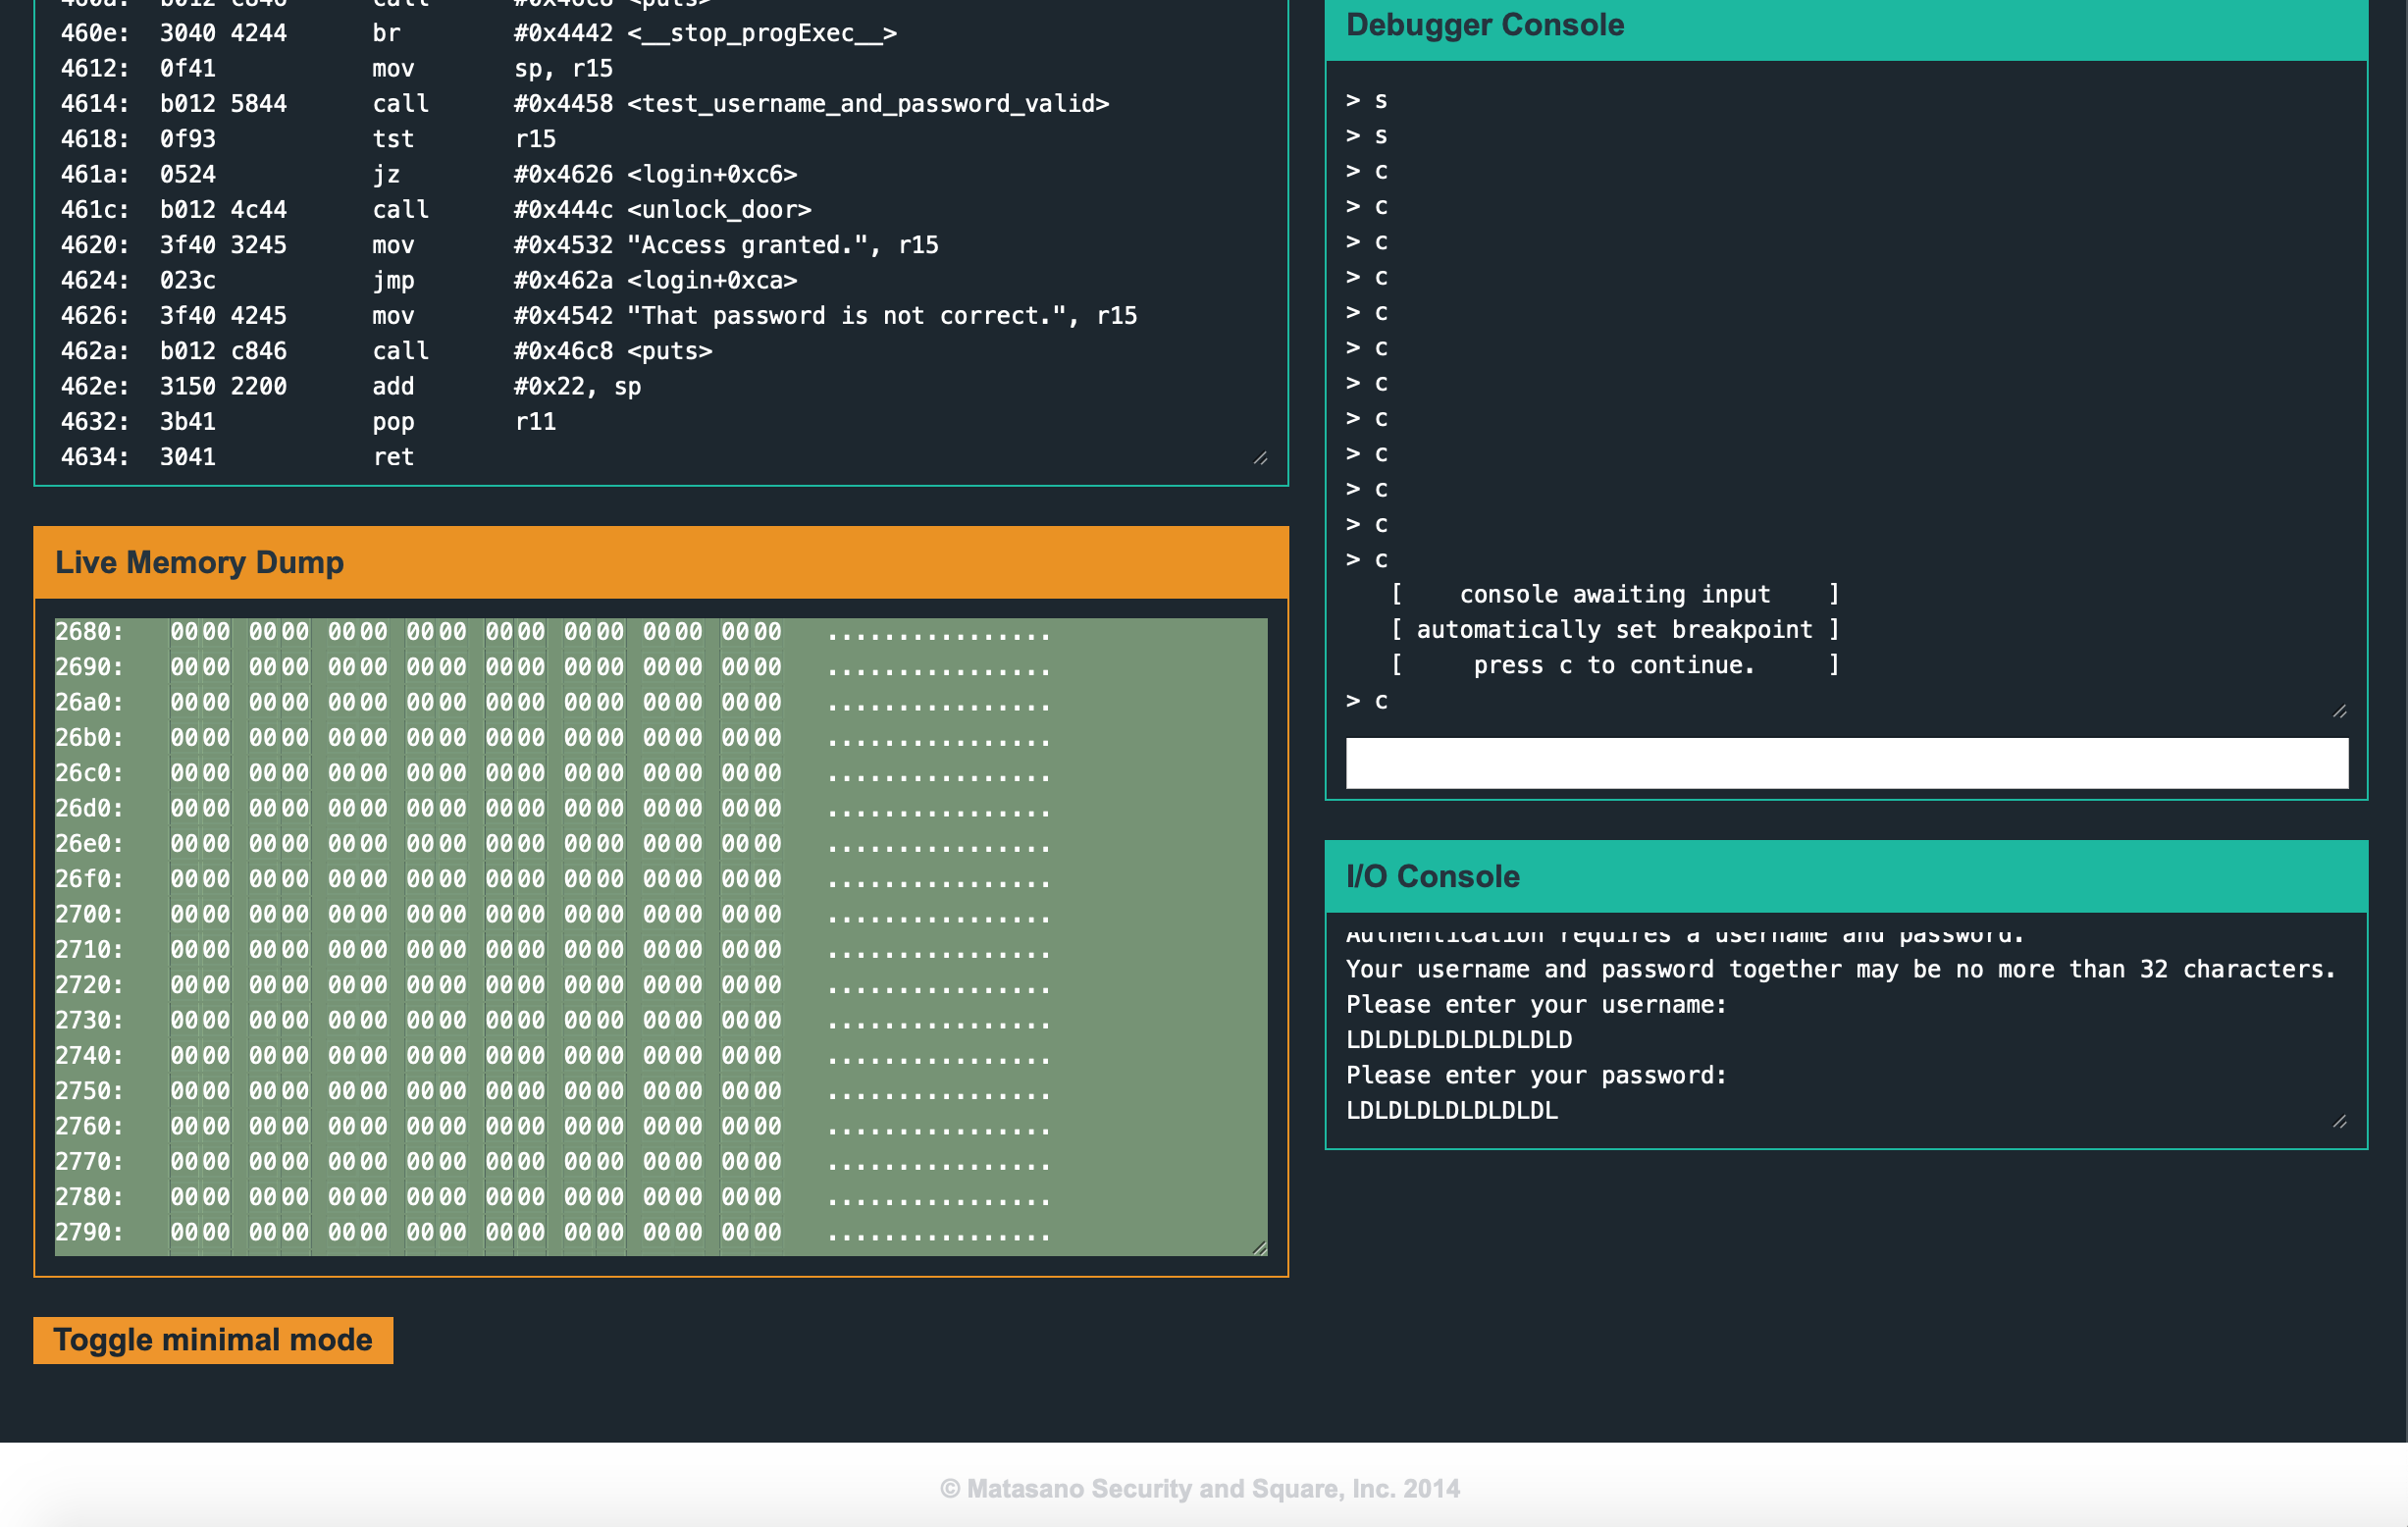 460a: b012 c846 call #0x46c8 <puts>
460e: 3040 4244 br #0x4442 <__stop_progExec__>
4612: 0f41 mov sp, r15
4614: b012 5844 call #0x4458 <test_username_and_password_valid>
4618: 0f93 tst r15
461a: 0524 jz #0x4626 <login+0xc6>
461c: b012 4c44 call #0x444c <unlock_door>
4620: 3f40 3245 mov #0x4532 "Access granted.", r15
4624: 023c jmp #0x462a <login+0xca>
4626: 3f40 4245 mov #0x4542 "That password is not correct.", r15
462a: b012 c846 call #0x46c8 <puts>
462e: 3150 2200 add #0x22, sp
4632: 3b41 pop r11
4634: 3041 ret
Live Memory Dump
2680: 0000 0000 0000 0000 0000 0000 0000 0000 ................
2690: 0000 0000 0000 0000 0000 0000 0000 0000 ................
26a0: 0000 0000 0000 0000 0000 0000 0000 0000 ................
26b0: 0000 0000 0000 0000 0000 0000 0000 0000 ................
26c0: 0000 0000 0000 0000 0000 0000 0000 0000 ................
26d0: 0000 0000 0000 0000 0000 0000 0000 0000 ................
26e0: 0000 0000 0000 0000 0000 0000 0000 0000 ................
26f0: 0000 0000 0000 0000 0000 0000 0000 0000 ................
2700: 0000 0000 0000 0000 0000 0000 0000 0000 ................
2710: 0000 0000 0000 0000 0000 0000 0000 0000 ................
2720: 0000 0000 0000 0000 0000 0000 0000 0000 ................
2730: 0000 0000 0000 0000 0000 0000 0000 0000 ................
2740: 0000 0000 0000 0000 0000 0000 0000 0000 ................
2750: 0000 0000 0000 0000 0000 0000 0000 0000 ................
2760: 0000 0000 0000 0000 0000 0000 0000 0000 ................
2770: 0000 0000 0000 0000 0000 0000 0000 0000 ................
2780: 0000 0000 0000 0000 0000 0000 0000 0000 ................
2790: 0000 0000 0000 0000 0000 0000 0000 0000 ................
Toggle minimal mode
Debugger Console
> s
> s
> c
> c
> c
> c
> c
> c
> c
> c
> c
> c
> c
> c
[ console awaiting input ]
[ automatically set breakpoint ]
[ press c to continue. ]
> c
I/O Console
Authentication requires a username and password.
Your username and password together may be no more than 32 characters.
Please enter your username:
LDLDLDLDLDLDLDLD
Please enter your password:
LDLDLDLDLDLDLDL
© Matasano Security and Square, Inc. 2014